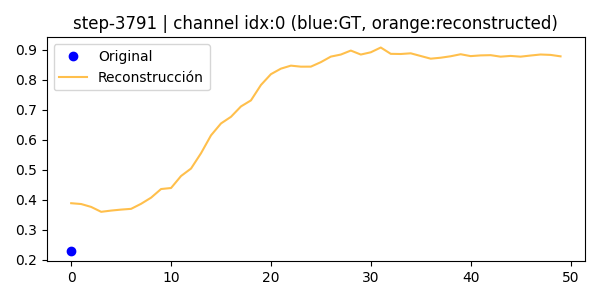 step-3791 | channel idx:0 (blue:GT, orange:reconstructed)
Original
Reconstrucción
0.9
0.8
0.7
0.6
0.5
0.4
0.3
0.2
0 10 20 30 40 50